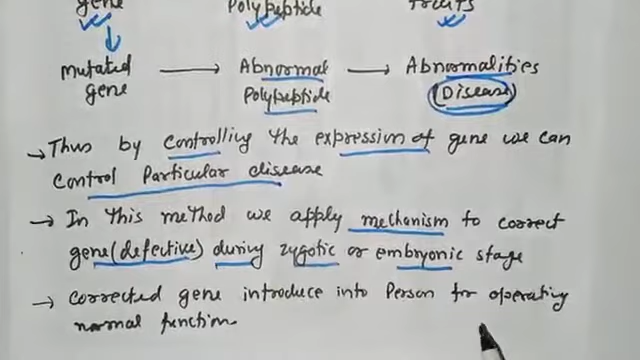 gene Polypeptide Traits
Mutated → Abnormal → Abnormalities
gene Polypeptide (Disease)
→ Thus by controlling the expression of gene we can
control Particular disease
→ In this method we apply mechanism to correct
gene (defective) during zygotic or embryonic stage
→ Corrected gene introduce into Person for operating
normal function